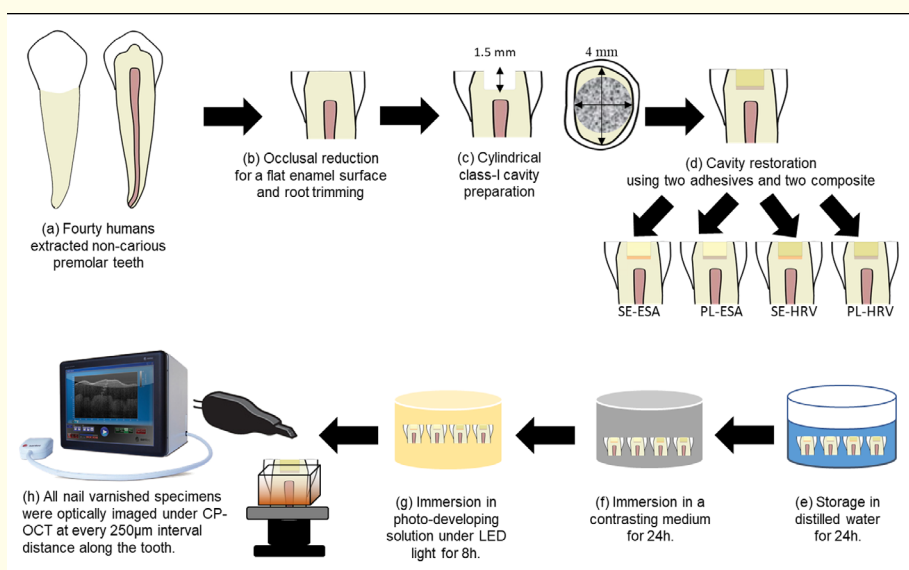 1.5 mm
4 mm
(b) Occlusal reduction
for a flat enamel surface
and root trimming
(c) Cylindrical
class-I cavity
preparation
(d) Cavity restoration
using two adhesives and two composite
(a) Fourty humans
extracted non-carious
premolar teeth
SE-ESA
PL-ESA
SE-HRV
PL-HRV
(h) All nail varnished specimens
were optically imaged under CP-
OCT at every 250µm interval
distance along the tooth.
(g) Immersion in
photo-developing
solution under LED
light for 8h.
(f) Immersion in a
contrasting medium
for 24h.
(e) Storage in
distilled water
for 24h.